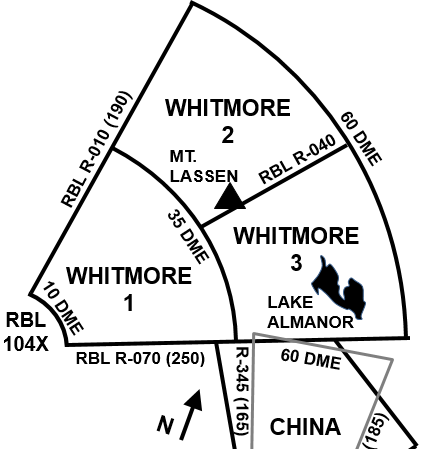 WHITMORE
2
60 DME
RBL R-010 (190)
MT.
LASSEN
RBL R-040
35 DME
WHITMORE
3
WHITMORE
1
10 DME
LAKE
ALMANOR
RBL
104X
RBL R-070 (250)
R-345 (165)
60 DME
N
CHINA
(185)